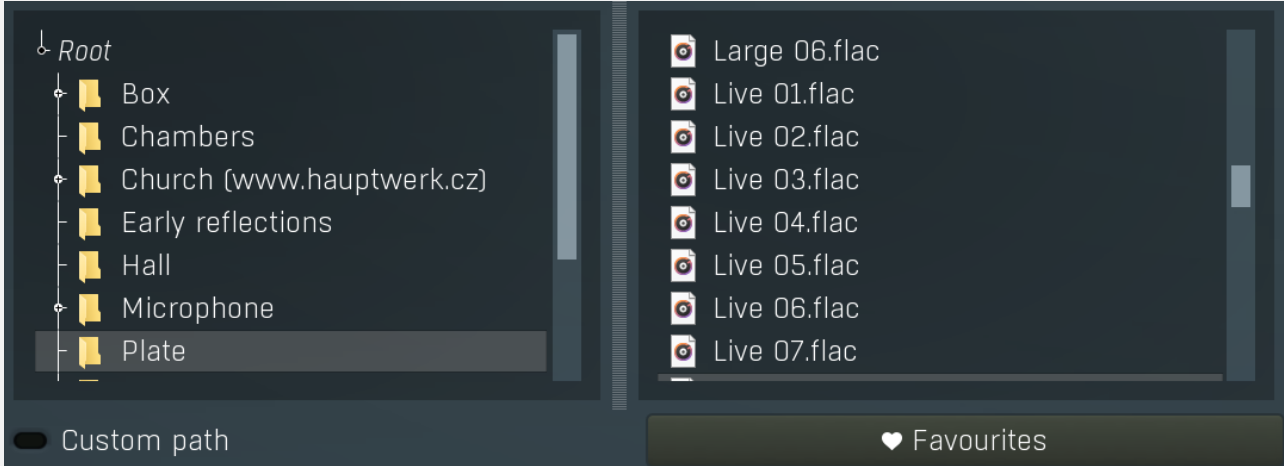 Root
Box
Chambers
Church (www.hauptwerk.cz)
Early reflections
Hall
Microphone
Plate
Custom path
Large 06.flac
Live 01.flac
Live 02.flac
Live 03.flac
Live 04.flac
Live 05.flac
Live 06.flac
Live 07.flac
Favourites